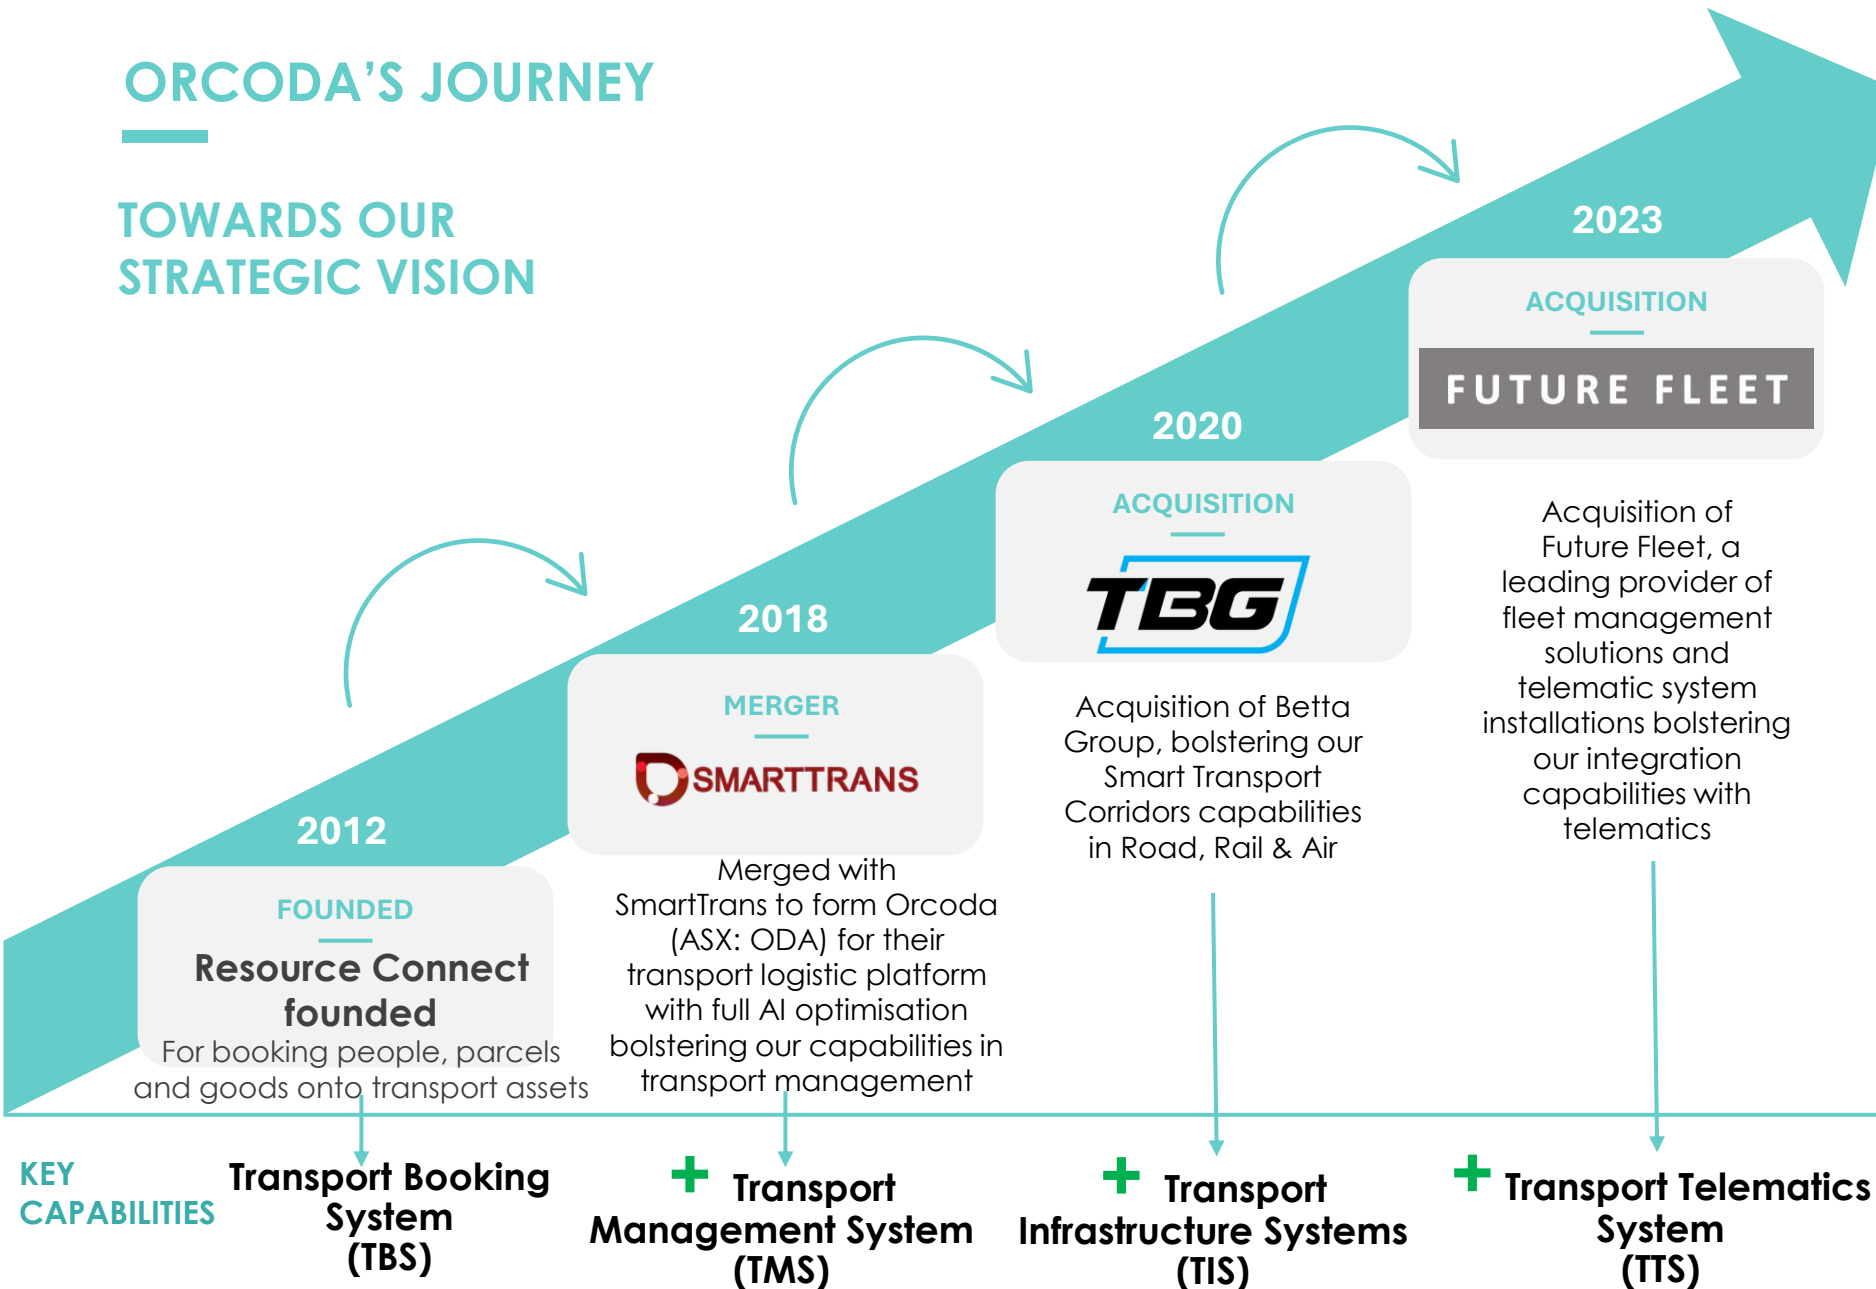 ORCODA'S JOURNEY
TOWARDS OUR
STRATEGIC VISION
2012
FOUNDED
Resource Connect
founded
For booking people, parcels
and goods onto transport assets
2018
MERGER
SMARTTRANS
Merged with
SmartTrans to form Orcoda
(ASX: ODA) for their
transport logistic platform
with full AI optimisation
bolstering our capabilities in
transport management
2020
ACQUISITION
TBG
Acquisition of Betta
Group, bolstering our
Smart Transport
Corridors capabilities
in Road, Rail & Air
2023
ACQUISITION
FUTURE FLEET
Acquisition of
Future Fleet, a
leading provider of
fleet management
solutions and
telematic system
installations bolstering
our integration
capabilities with
telematics
KEY
CAPABILITIES
Transport Booking
System
(TBS)
+ Transport
Management System
(TMS)
+ Transport
Infrastructure Systems
(TIS)
+ Transport Telematics
System
(TTS)